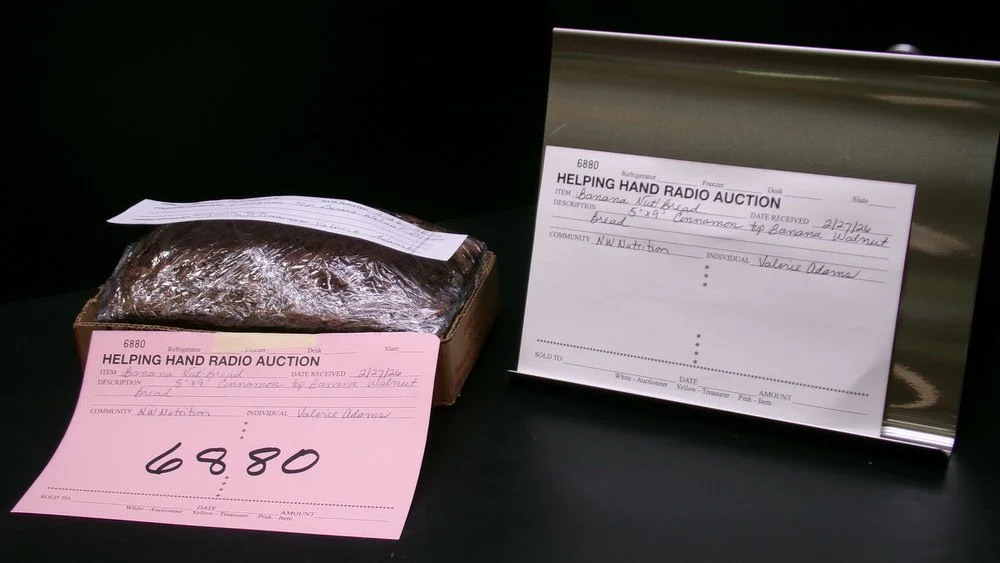 Valerie
6880
Refrigerator Freezer Desk Slate
HELPING HAND RADIO AUCTION
ITEM Banana Nut Bread DATE RECEIVED 2/27/26
DESCRIPTION 5"x9" Cinnamon top Banana Walnut
Bread
COMMUNITY NW Nutrition INDIVIDUAL Valorie Adams
6880
SOLD TO DATE AMOUNT
White - Auctioneer Yellow - Treasurer Pink - Item
6880
Refrigerator Freezer Desk Slate
HELPING HAND RADIO AUCTION
ITEM Banana Nut Bread DATE RECEIVED 2/27/26
DESCRIPTION 5"x9" Cinnamon top Banana Walnut
Bread
COMMUNITY NW Nutrition INDIVIDUAL Valorie Adams
SOLD TO DATE AMOUNT
White - Auctioneer Yellow - Treasurer Pink - Item